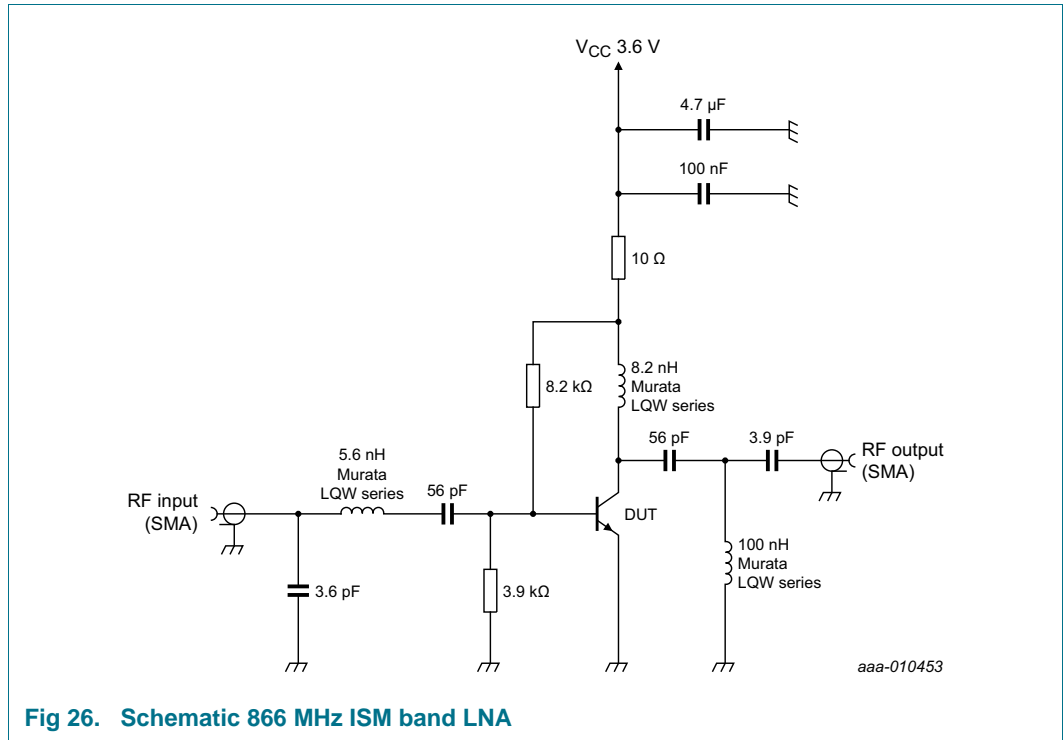 V_CC 3.6 V
4.7 µF
100 nF
10 Ω
8.2 kΩ
8.2 nH
Murata
LQW series
56 pF
3.9 pF
RF output
(SMA)
5.6 nH
Murata
LQW series
56 pF
RF input
(SMA)
DUT
100 nH
Murata
LQW series
3.6 pF
3.9 kΩ
aaa-010453
Fig 26. Schematic 866 MHz ISM band LNA